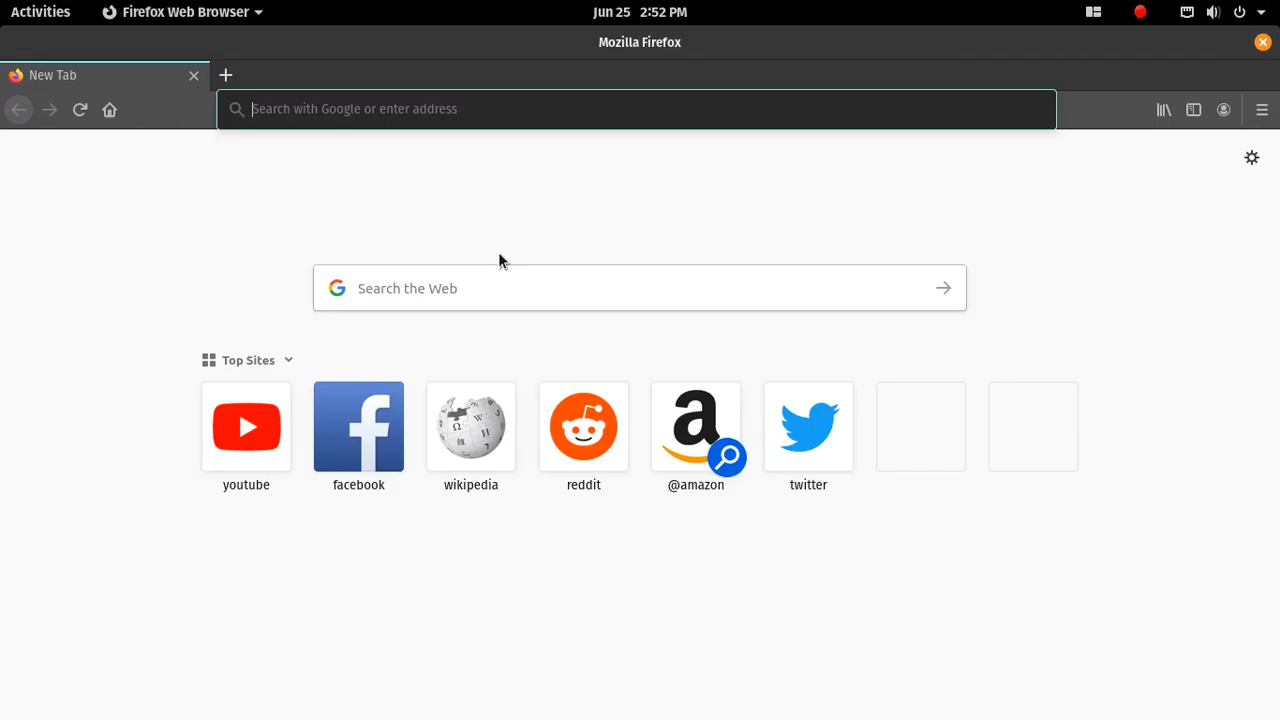 Activities
Firefox Web Browser
Jun 25 2:52 PM
Mozilla Firefox
New Tab
Search with Google or enter address
Search the Web
Top Sites
youtube
facebook
wikipedia
reddit
@amazon
twitter